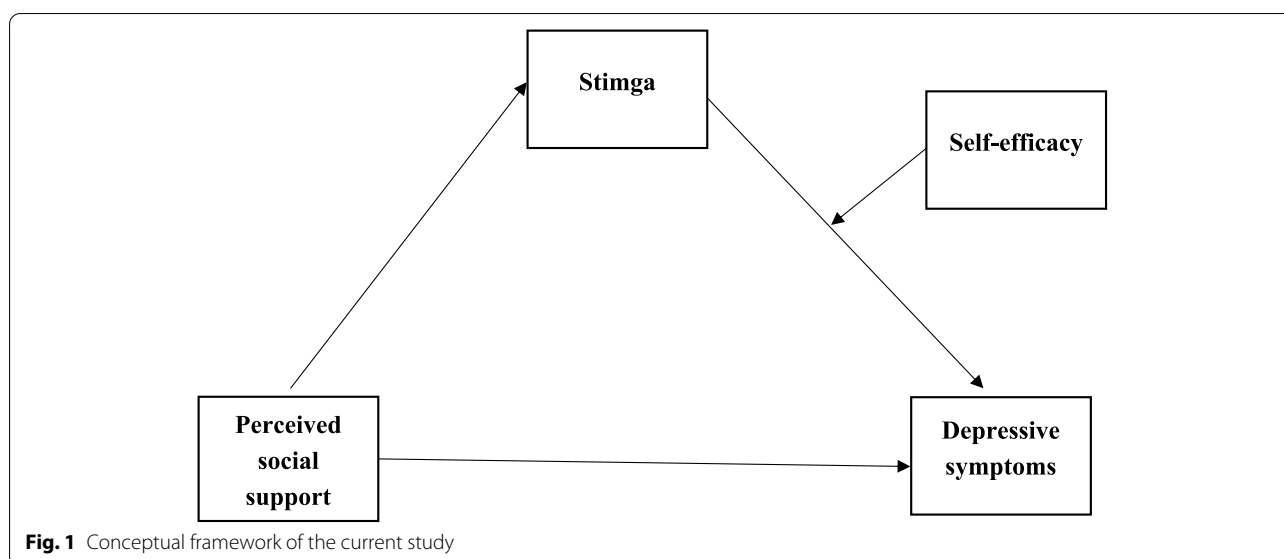 Stimga
Self-efficacy
Perceived
social
support
Depressive
symptoms
Fig. 1 Conceptual framework of the current study